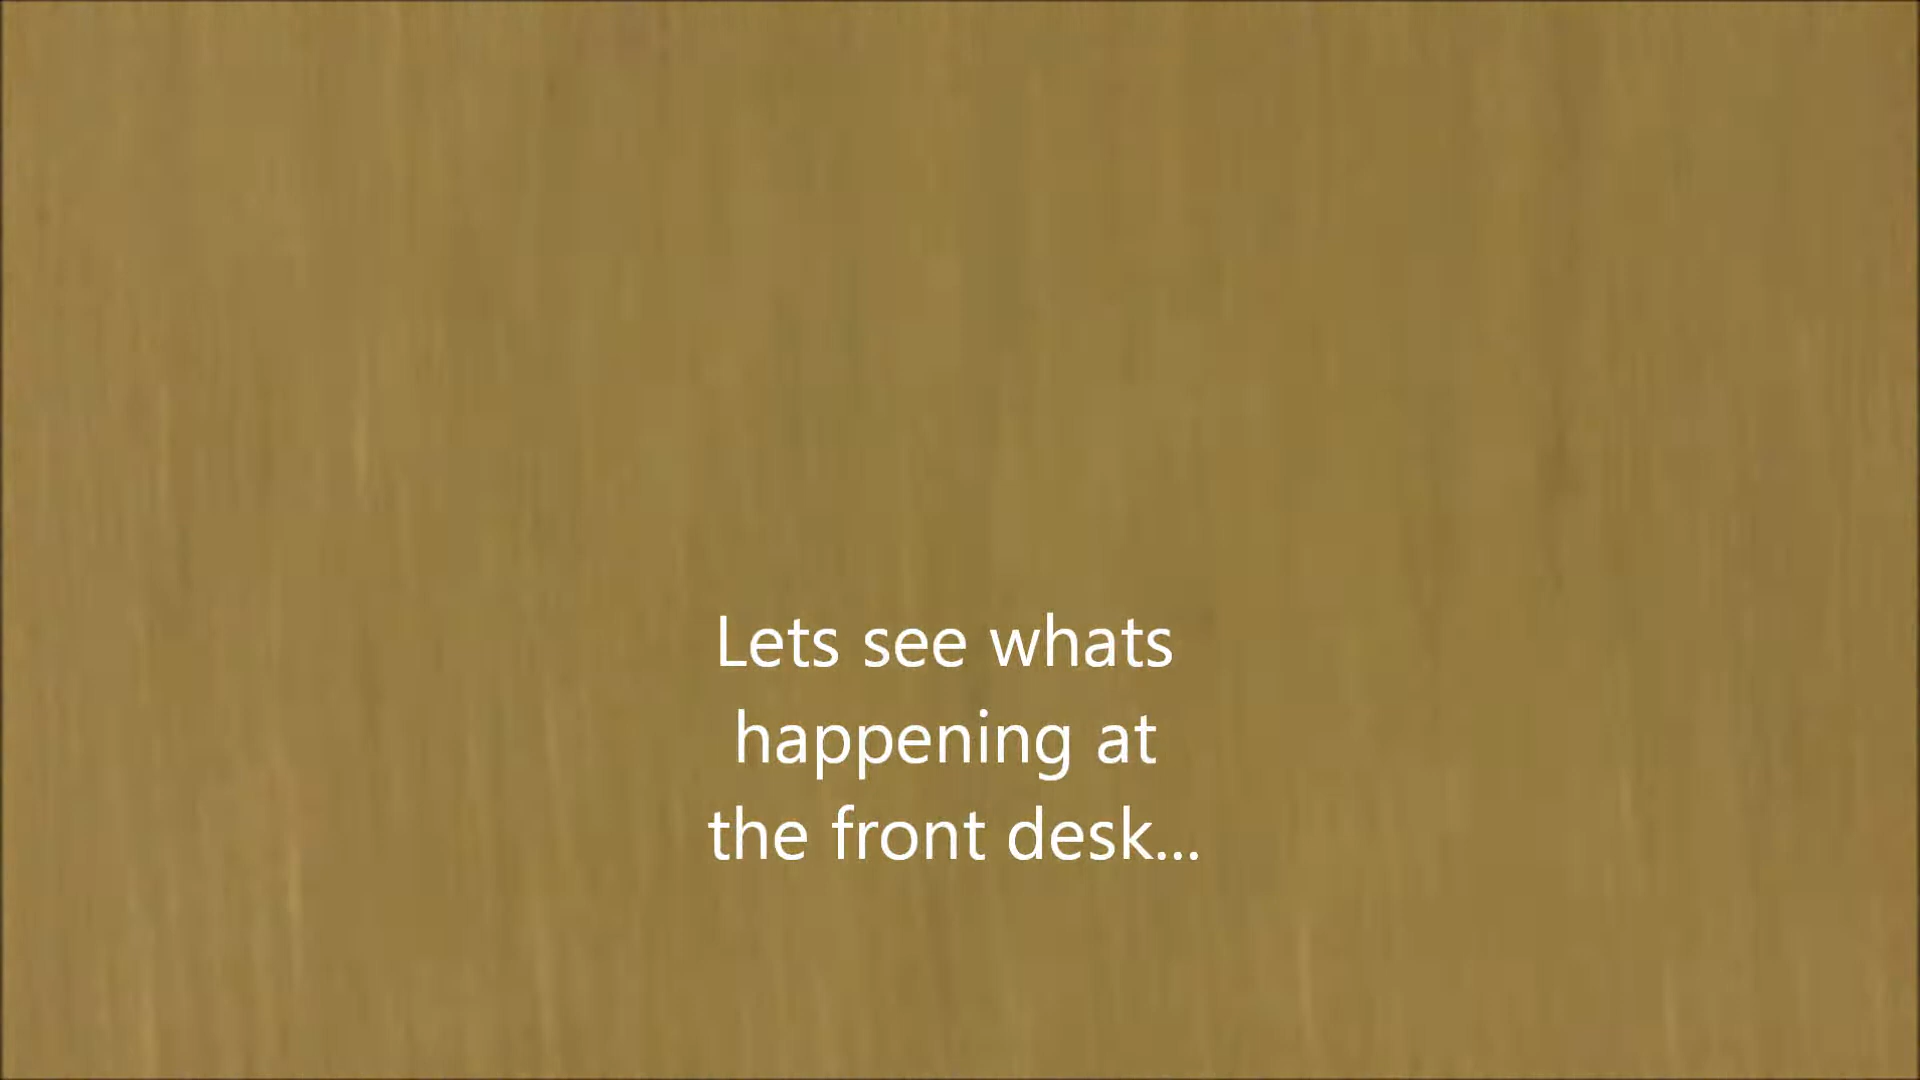 Lets see whats
happening at
the front desk...